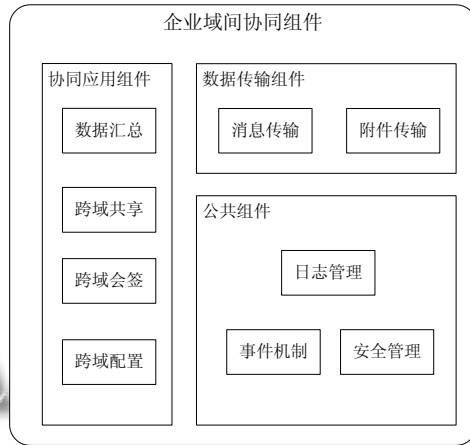 企业域间协同组件
协同应用组件
数据汇总
跨域共享
跨域会签
跨域配置
数据传输组件
消息传输
附件传输
公共组件
日志管理
事件机制
安全管理